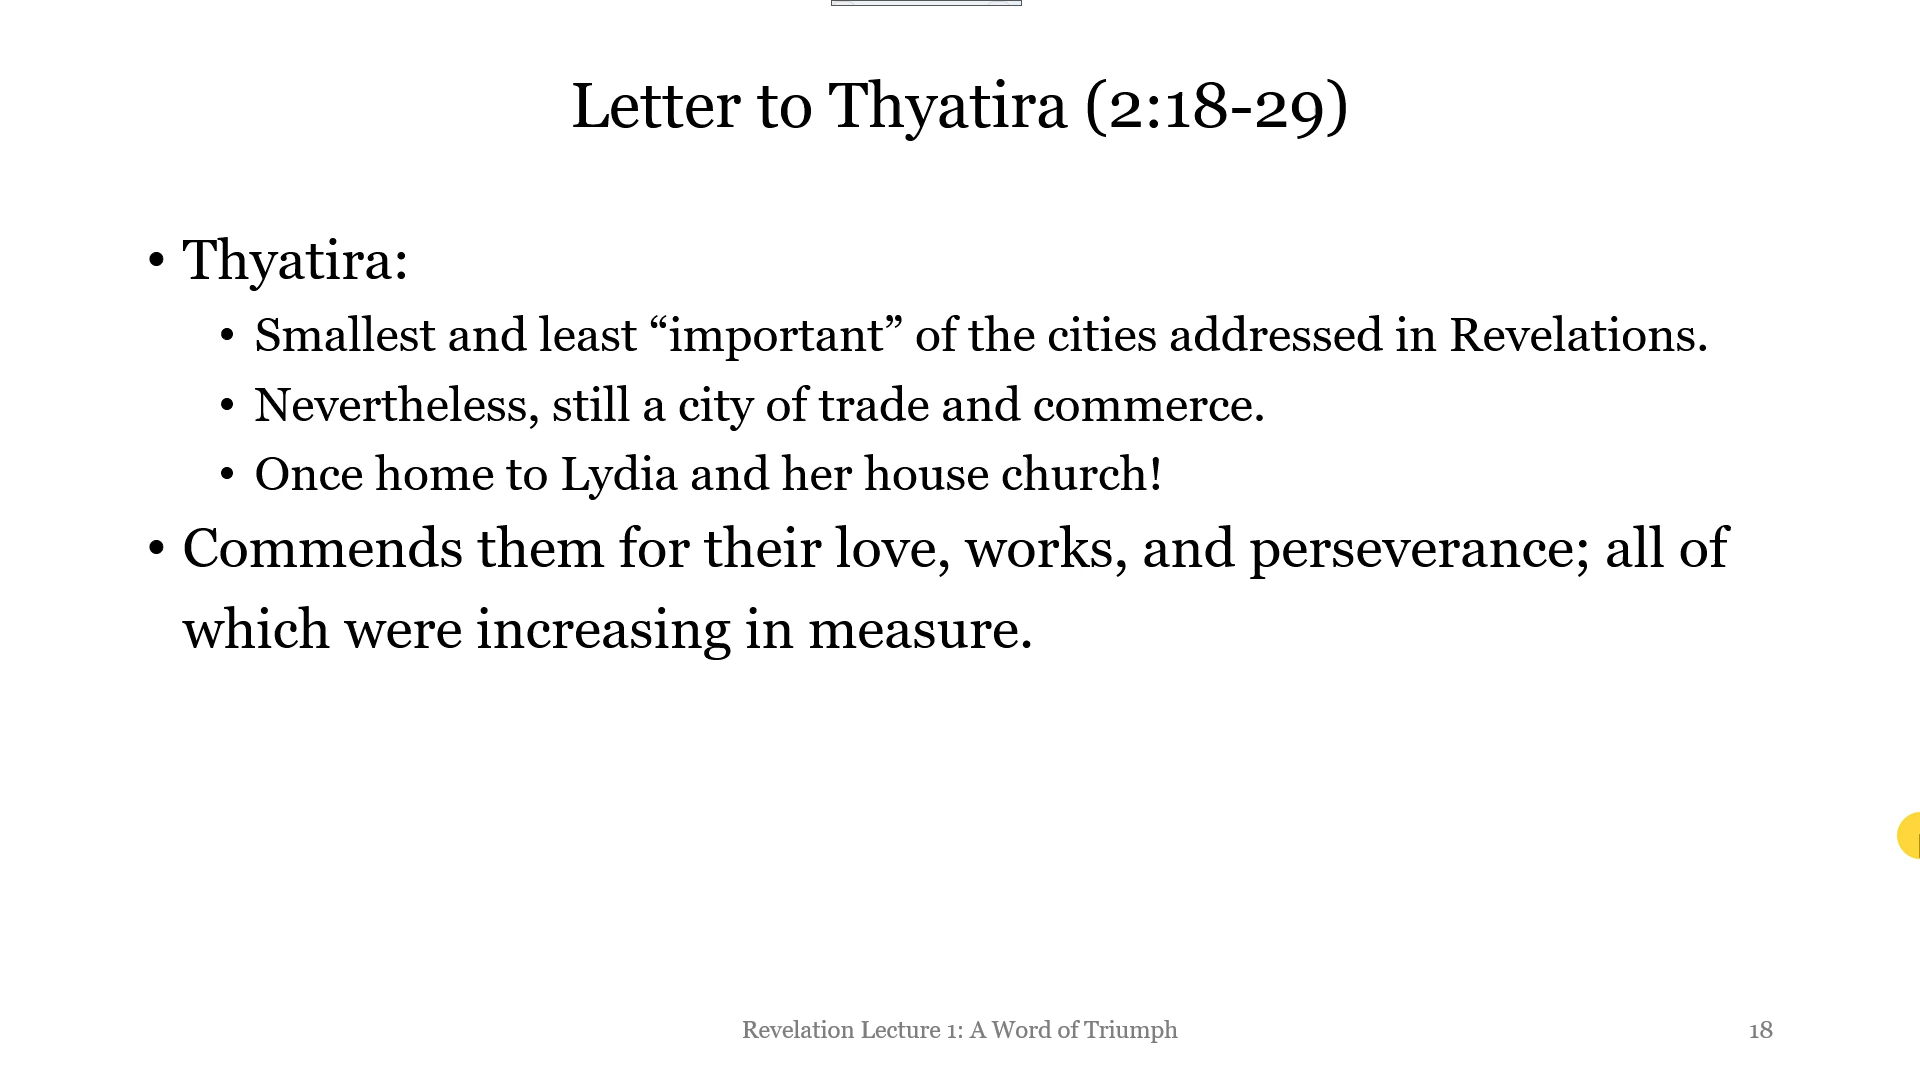 Letter to Thyatira (2:18-29)
• Thyatira:
• Smallest and least “important” of the cities addressed in Revelations.
• Nevertheless, still a city of trade and commerce.
• Once home to Lydia and her house church!
• Commends them for their love, works, and perseverance; all of
which were increasing in measure.
Revelation Lecture 1: A Word of Triumph
18